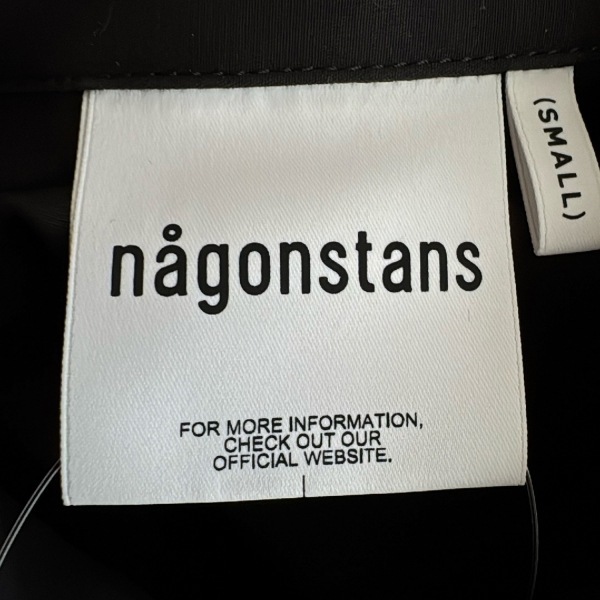 någonstans
FOR MORE INFORMATION,
CHECK OUT OUR
OFFICIAL WEBSITE.
(SMALL)